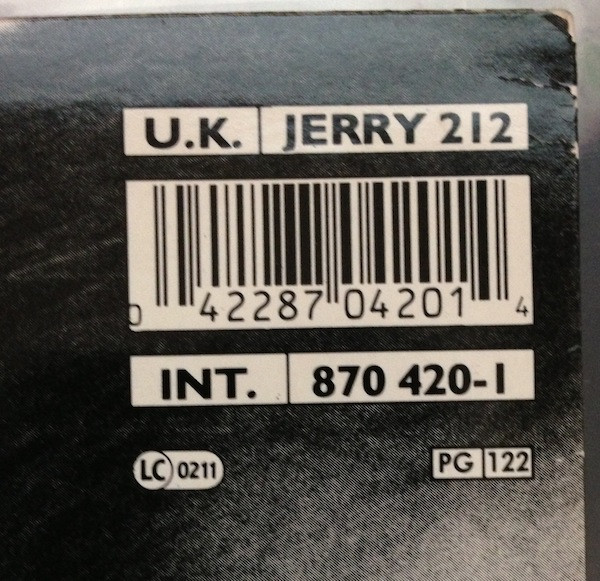 U.K. JERRY 212
0 42287 04201 4
INT. 870 420-1
LC 0211 PG 122